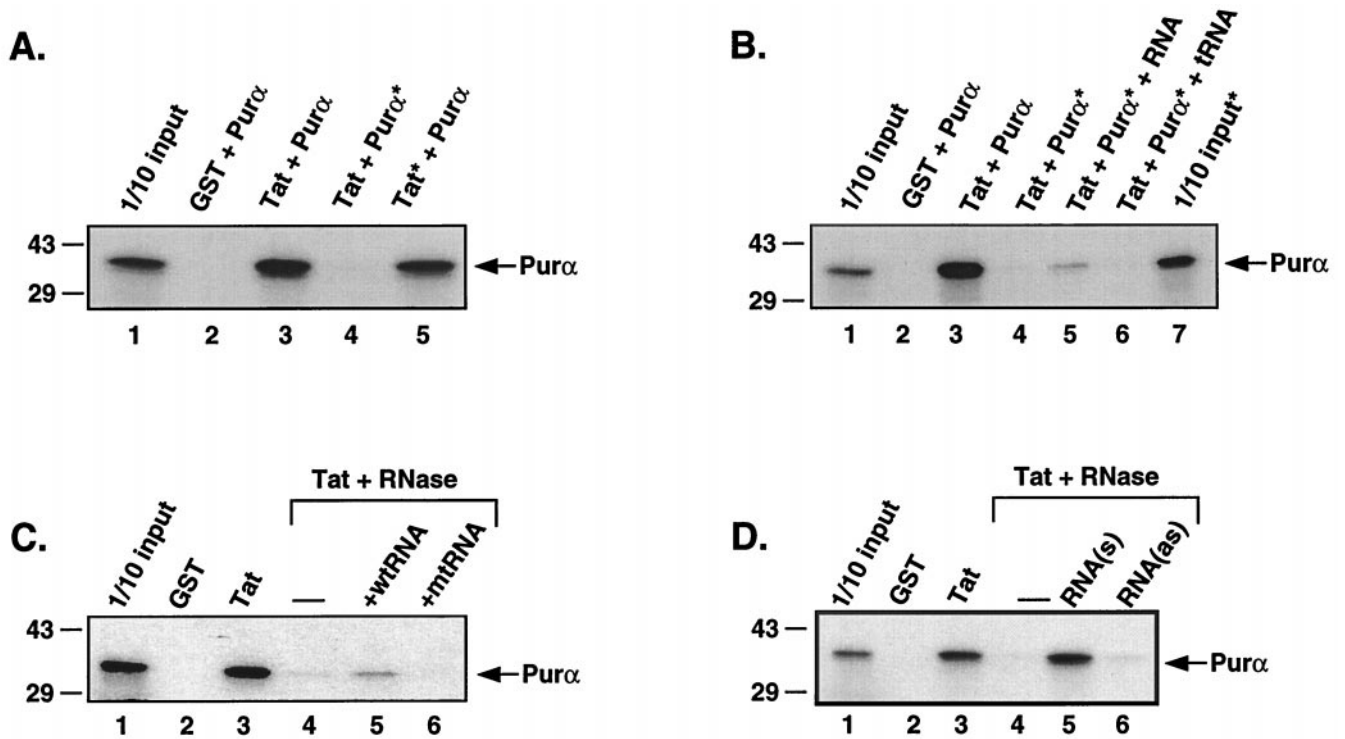 A.
1/10 input
GST + Purα
Tat + Purα
Tat + Purα*
Tat* + Purα
43
29
Purα
1 2 3 4 5
B.
1/10 input
GST + Purα
Tat + Purα
Tat + Purα*
Tat + Purα* + RNA
Tat + Purα* + tRNA
1/10 input*
43
29
Purα
1 2 3 4 5 6 7
C.
Tat + RNase
1/10 input
GST
Tat
—
+wtRNA
+mtRNA
43
29
Purα
1 2 3 4 5 6
D.
Tat + RNase
1/10 input
GST
Tat
—
RNA(s)
RNA(as)
43
29
Purα
1 2 3 4 5 6